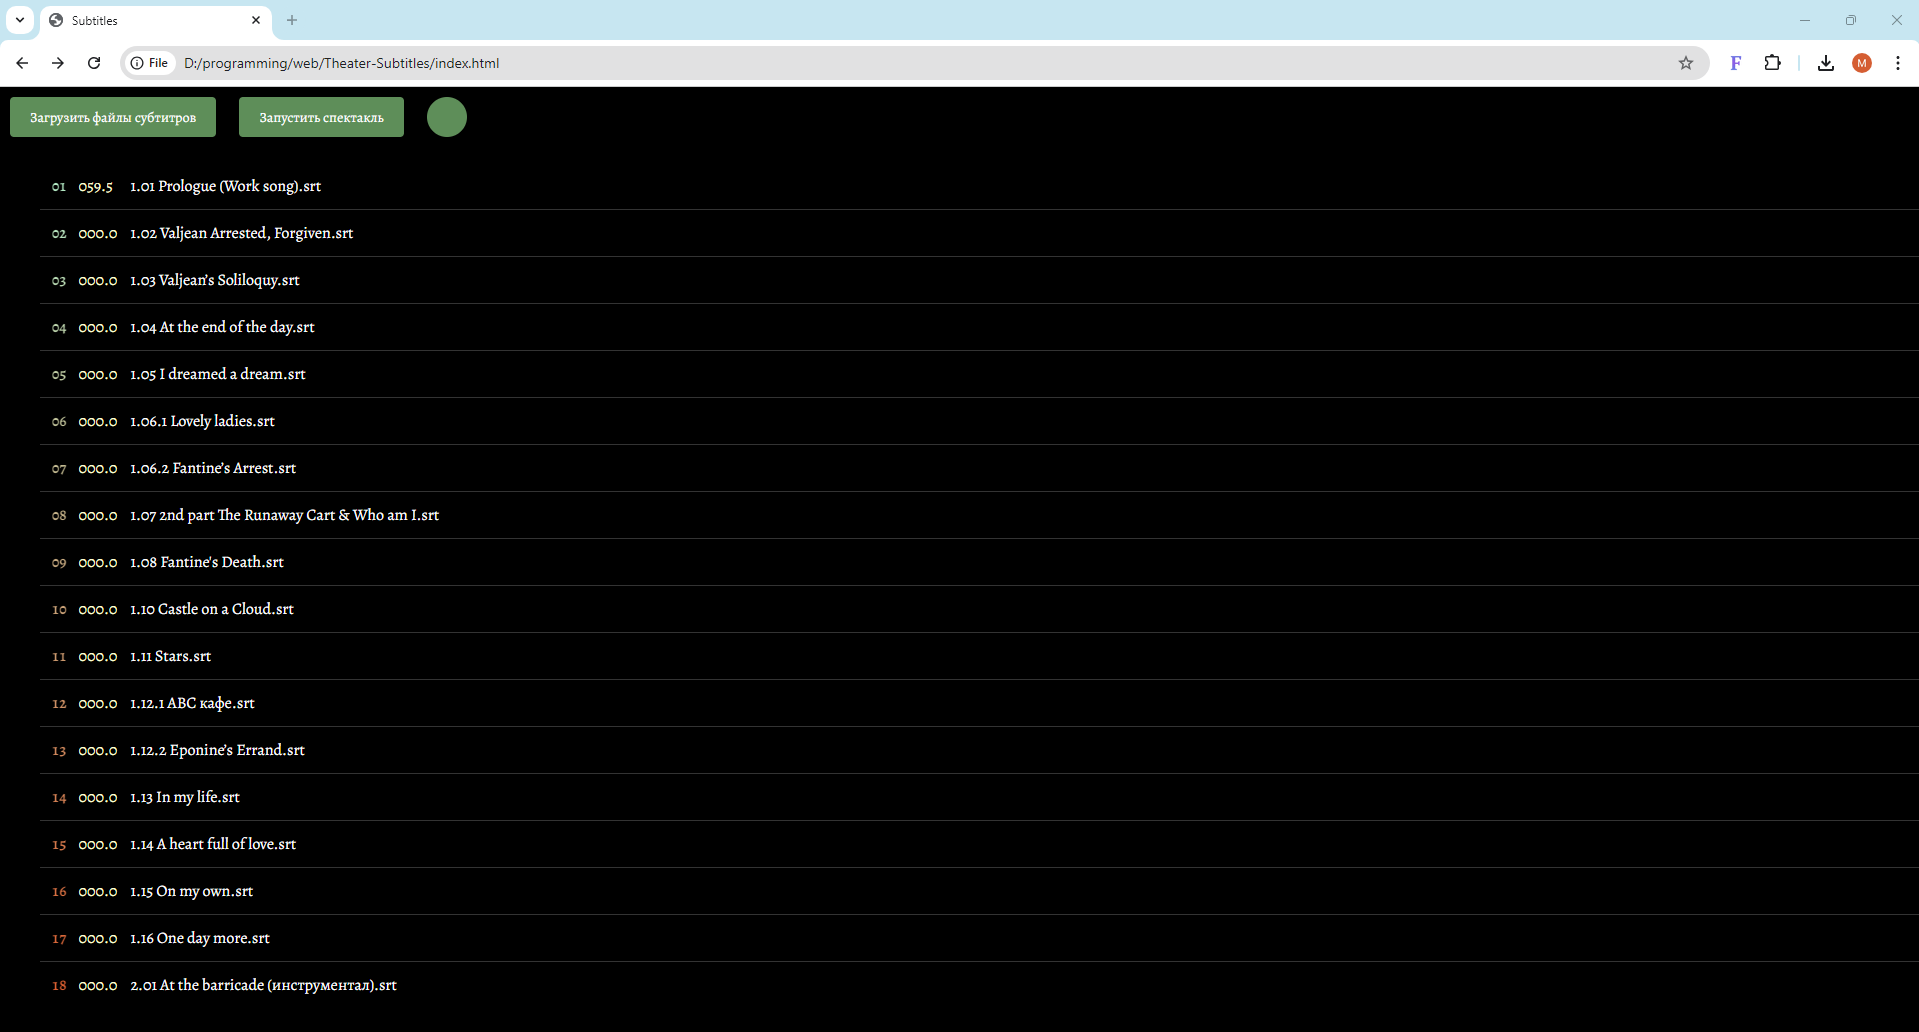 Subtitles
File D:/programming/web/Theater-Subtitles/index.html
F
M
Загрузить файлы субтитров
Запустить спектакль
01 059.5 1.01 Prologue (Work song).srt
02 000.0 1.02 Valjean Arrested, Forgiven.srt
03 000.0 1.03 Valjean’s Soliloquy.srt
04 000.0 1.04 At the end of the day.srt
05 000.0 1.05 I dreamed a dream.srt
06 000.0 1.06.1 Lovely ladies.srt
07 000.0 1.06.2 Fantine’s Arrest.srt
08 000.0 1.07 2nd part The Runaway Cart & Who am I.srt
09 000.0 1.08 Fantine's Death.srt
10 000.0 1.10 Castle on a Cloud.srt
11 000.0 1.11 Stars.srt
12 000.0 1.12.1 ABC кафе.srt
13 000.0 1.12.2 Eponine’s Errand.srt
14 000.0 1.13 In my life.srt
15 000.0 1.14 A heart full of love.srt
16 000.0 1.15 On my own.srt
17 000.0 1.16 One day more.srt
18 000.0 2.01 At the barricade (инструментал).srt